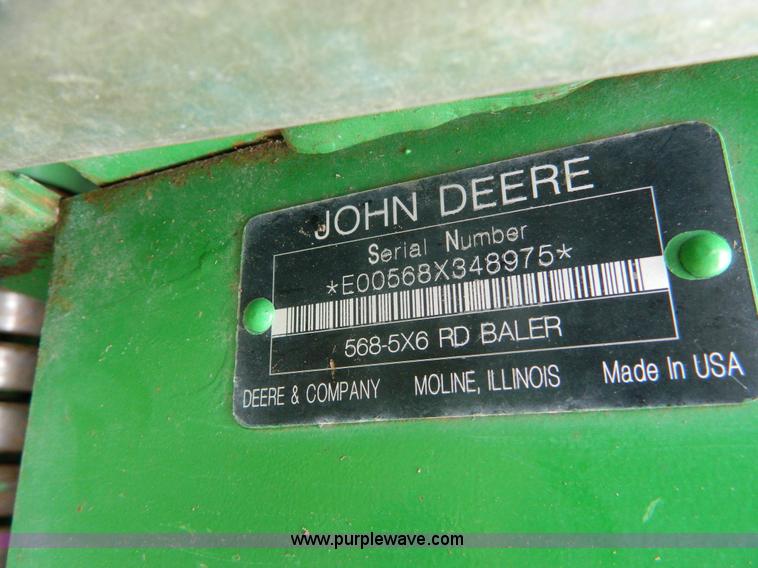 JOHN DEERE
Serial Number
*E00568X348975*
568-5X6 RD BALER
DEERE & COMPANY MOLINE, ILLINOIS Made In USA
www.purplewave.com